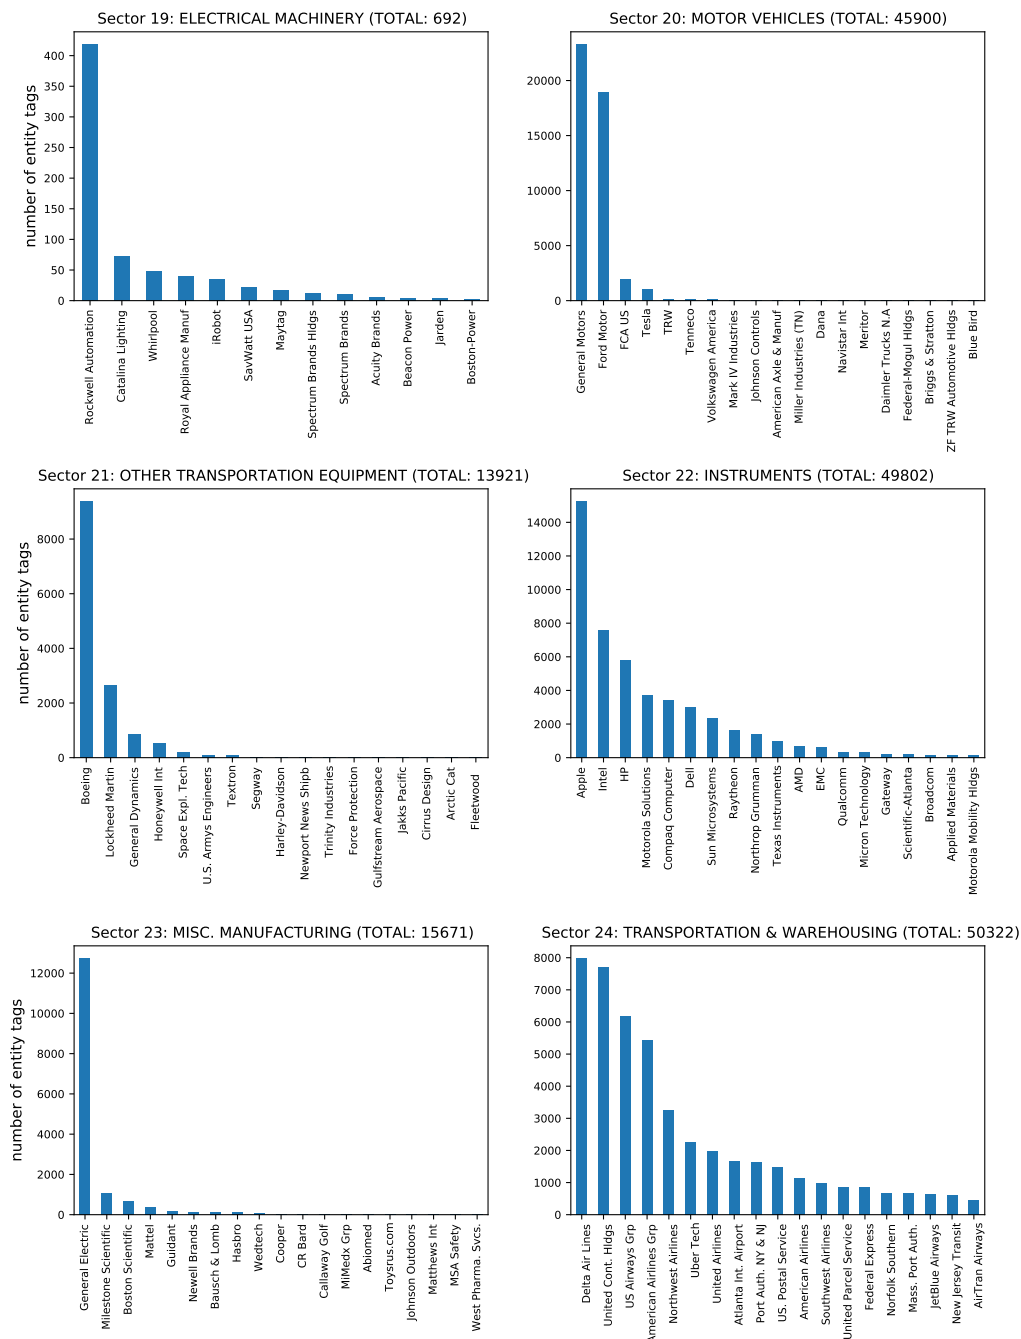 Sector 19: ELECTRICAL MACHINERY (TOTAL: 692)
number of entity tags
400
350
300
250
200
150
100
50
0
Rockwell Automation
Catalina Lighting
Whirlpool
Royal Appliance Manuf
iRobot
SavWatt USA
Maytag
Spectrum Brands Hldgs
Spectrum Brands
Acuity Brands
Beacon Power
Jarden
Boston-Power
Sector 20: MOTOR VEHICLES (TOTAL: 45900)
20000
15000
10000
5000
0
General Motors
Ford Motor
FCA US
Tesla
TRW
Tenneco
Volkswagen America
Mark IV Industries
Johnson Controls
American Axle & Manuf
Miller Industries (TN)
Dana
Navistar Int
Meritor
Daimler Trucks N.A
Federal-Mogul Hldgs
Briggs & Stratton
ZF TRW Automotive Hldgs
Blue Bird
Sector 21: OTHER TRANSPORTATION EQUIPMENT (TOTAL: 13921)
number of entity tags
8000
6000
4000
2000
0
Boeing
Lockheed Martin
General Dynamics
Honeywell Int
Space Expl. Tech
U.S. Armys Engineers
Textron
Segway
Harley-Davidson
Newport News Shipb
Trinity Industries
Force Protection
Gulfstream Aerospace
Jakks Pacific
Cirrus Design
Arctic Cat
Fleetwood
Sector 22: INSTRUMENTS (TOTAL: 49802)
14000
12000
10000
8000
6000
4000
2000
0
Apple
Intel
HP
Motorola Solutions
Compaq Computer
Dell
Sun Microsystems
Raytheon
Northrop Grumman
Texas Instruments
AMD
EMC
Qualcomm
Micron Technology
Gateway
Scientific-Atlanta
Broadcom
Applied Materials
Motorola Mobility Hldgs
Sector 23: MISC. MANUFACTURING (TOTAL: 15671)
number of entity tags
12000
10000
8000
6000
4000
2000
0
General Electric
Milestone Scientific
Boston Scientific
Mattel
Guidant
Newell Brands
Bausch & Lomb
Hasbro
Wedtech
Cooper
CR Bard
Callaway Golf
MiMedx Grp
Abiomed
Toysrus.com
Johnson Outdoors
Matthews Int
MSA Safety
West Pharma. Svcs.
Sector 24: TRANSPORTATION & WAREHOUSING (TOTAL: 50322)
8000
7000
6000
5000
4000
3000
2000
1000
0
Delta Air Lines
United Cont. Hldgs
US Airways Grp
American Airlines Grp
Northwest Airlines
Uber Tech
United Airlines
Atlanta Int. Airport
Port Auth. NY & NJ
US. Postal Service
American Airlines
Southwest Airlines
United Parcel Service
Federal Express
Norfolk Southern
Mass. Port Auth.
JetBlue Airways
New Jersey Transit
AirTran Airways